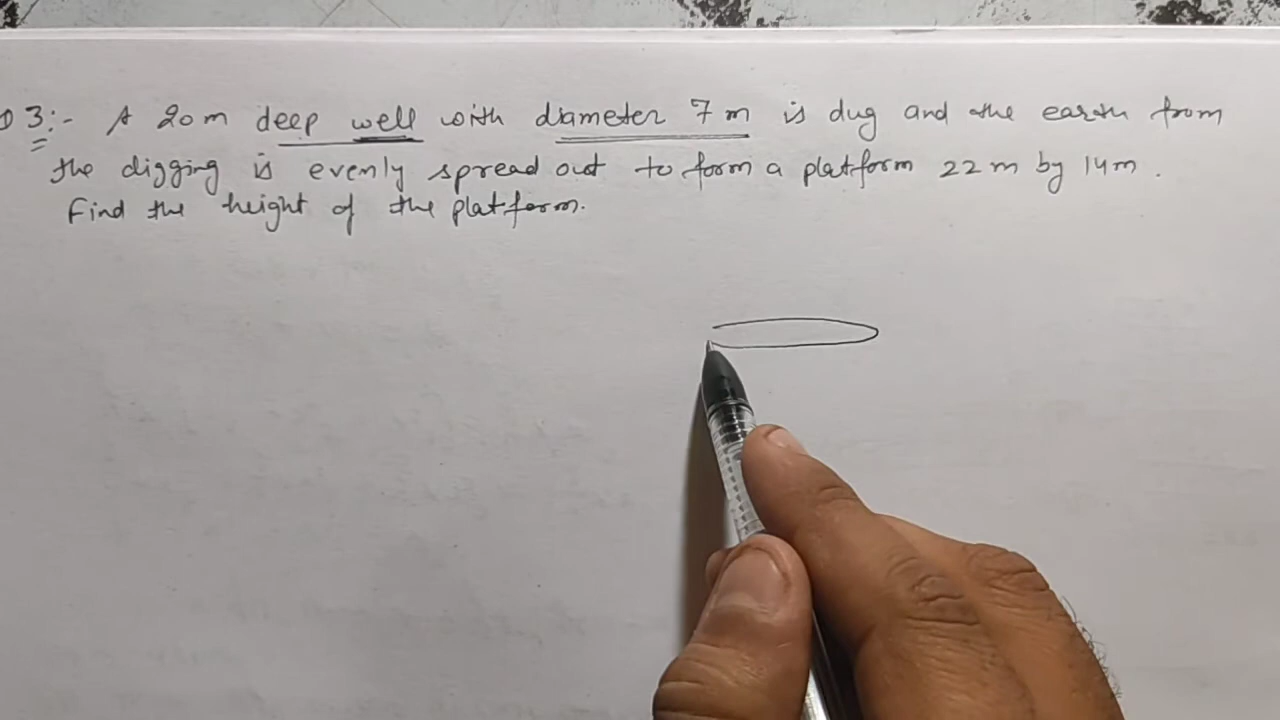 Q 3:- A 20m deep well with diameter 7m is dug and the earth from
the digging is evenly spread out to form a platform 22m by 14m.
Find the height of the platform.